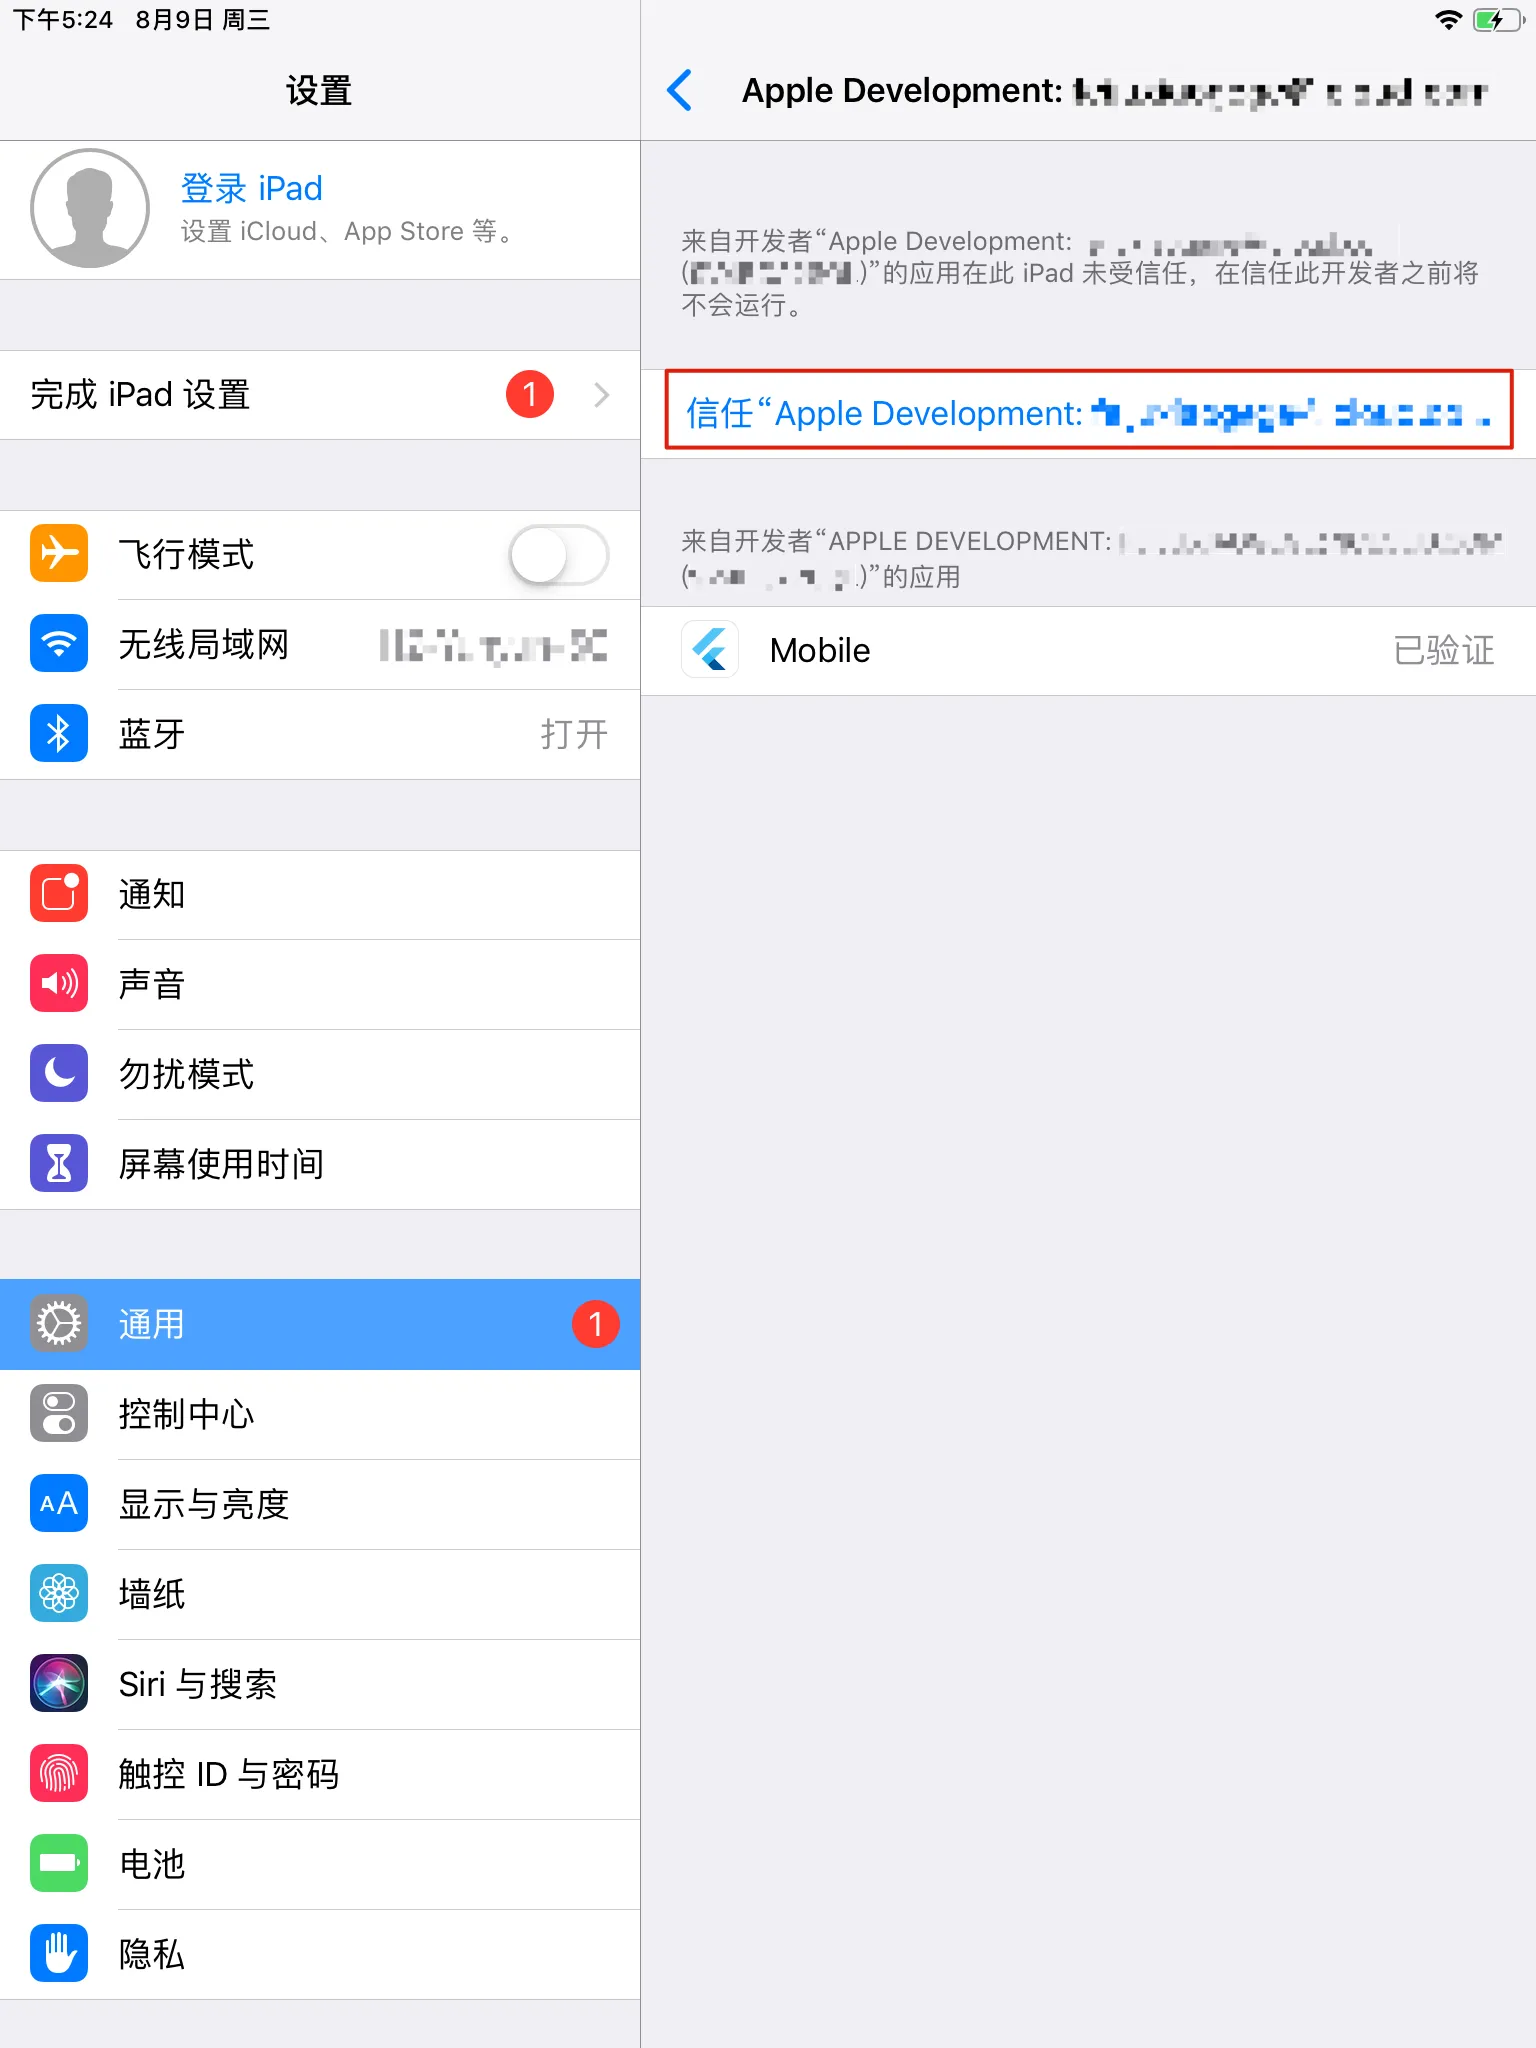 下午5:24 8月9日 周三
设置
登录 iPad
设置 iCloud、App Store 等。
完成 iPad 设置
1
飞行模式
无线局域网
蓝牙
打开
通知
声音
勿扰模式
屏幕使用时间
通用
1
控制中心
AA
显示与亮度
墙纸
Siri 与搜索
触控 ID 与密码
电池
隐私
Apple Development:
来自开发者“Apple Development:
( )”的应用在此 iPad 未受信任，在信任此开发者之前将
不会运行。
信任“Apple Development:
来自开发者“APPLE DEVELOPMENT:
( )”的应用
Mobile
已验证